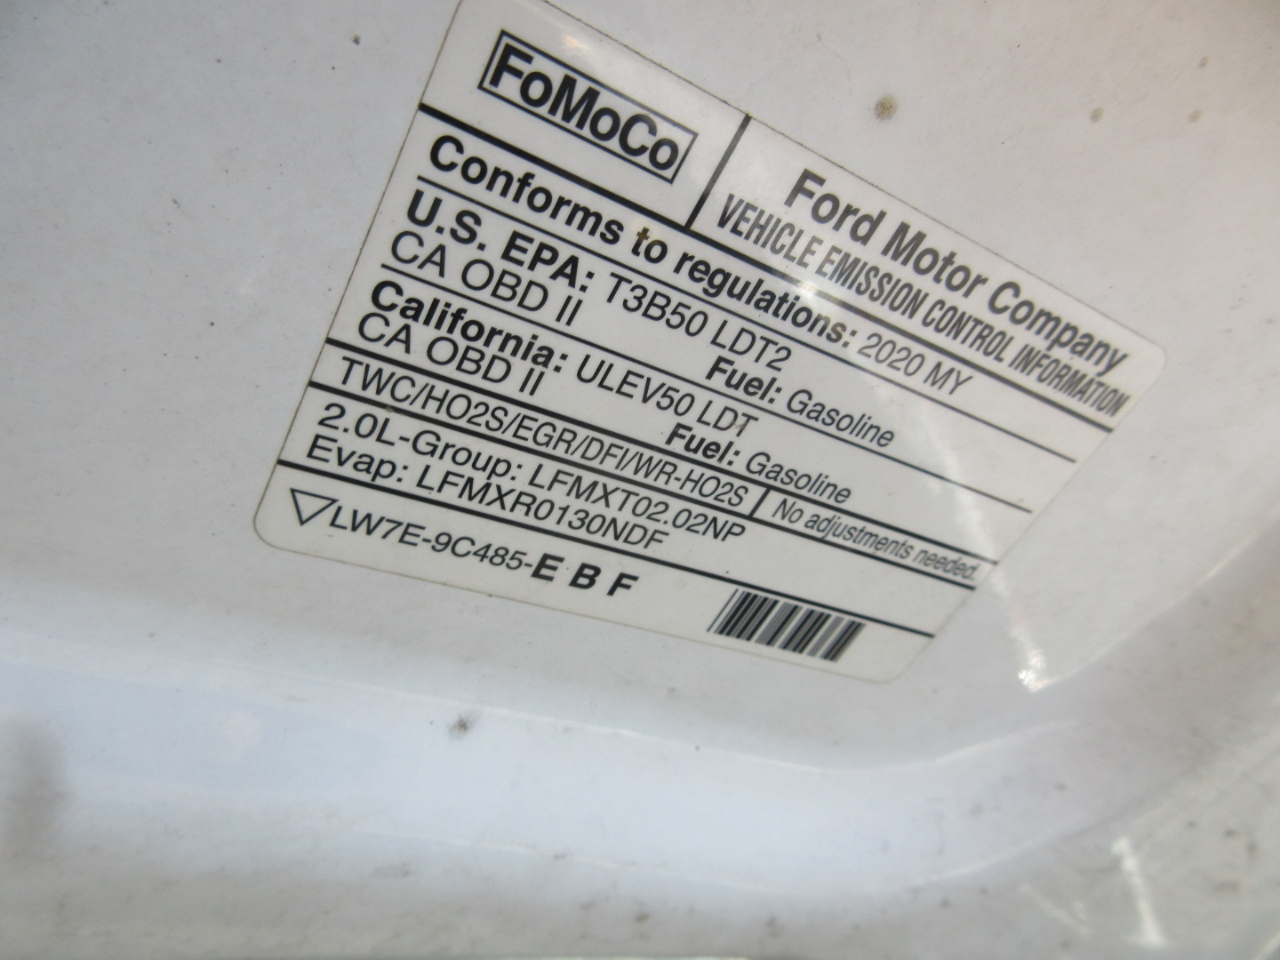 FoMoCo
Ford Motor Company
VEHICLE EMISSION CONTROL INFORMATION
Conforms to regulations: 2020 MY
U.S. EPA: T3B50 LDT2
CA OBD II Fuel: Gasoline
California: ULEV50 LDT
CA OBD II Fuel: Gasoline
TWC/HO2S/EGR/DFI/WR-HO2S No adjustments needed.
2.0L-Group: LFMXT02.02NP
Evap: LFMXR0130NDF
LW7E-9C485-E B F